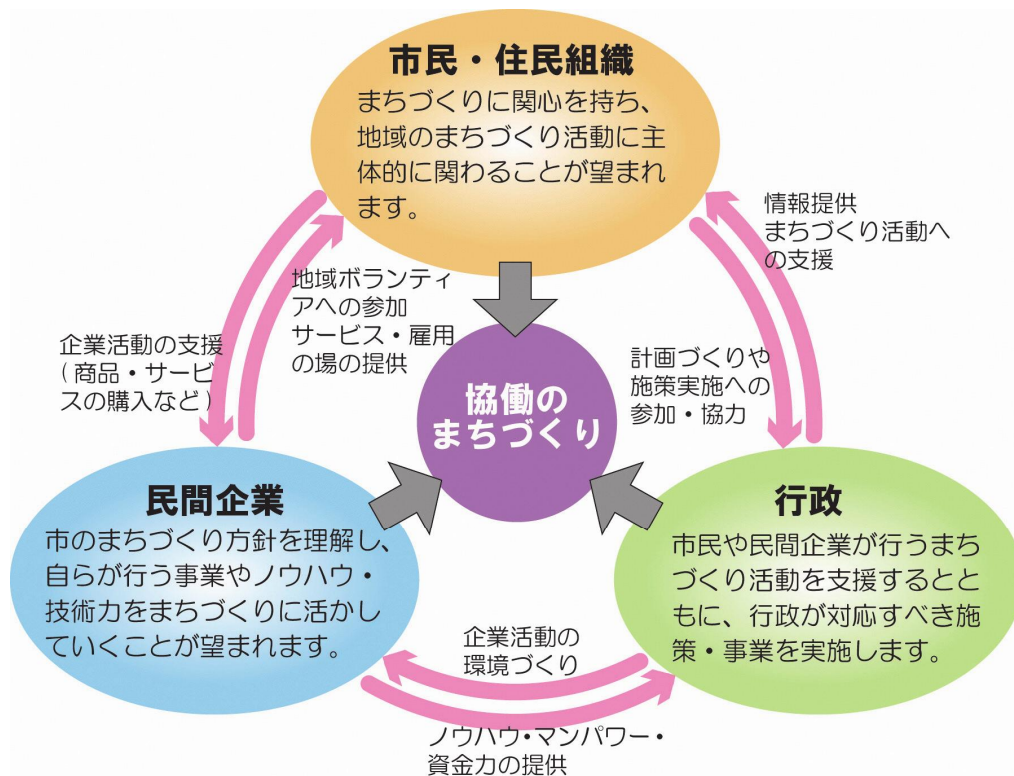 市民・住民組織
まちづくりに関心を持ち、
地域のまちづくり活動に主
体的に関わることが望まれ
ます。
情報提供
まちづくり活動へ
の支援
地域ボランティ
アへの参加
サービス・雇用
の場の提供
企業活動の支援
(商品・サービ
スの購入など)
計画づくりや
施策実施への
参加・協力
協働の
まちづくり
民間企業
市のまちづくり方針を理解し、
自らが行う事業やノウハウ・
技術力をまちづくりに活かし
ていくことが望まれます。
行政
市民や民間企業が行うまち
づくり活動を支援するとと
もに、行政が対応すべき施
策・事業を実施します。
企業活動の
環境づくり
ノウハウ・マンパワー・
資金力の提供